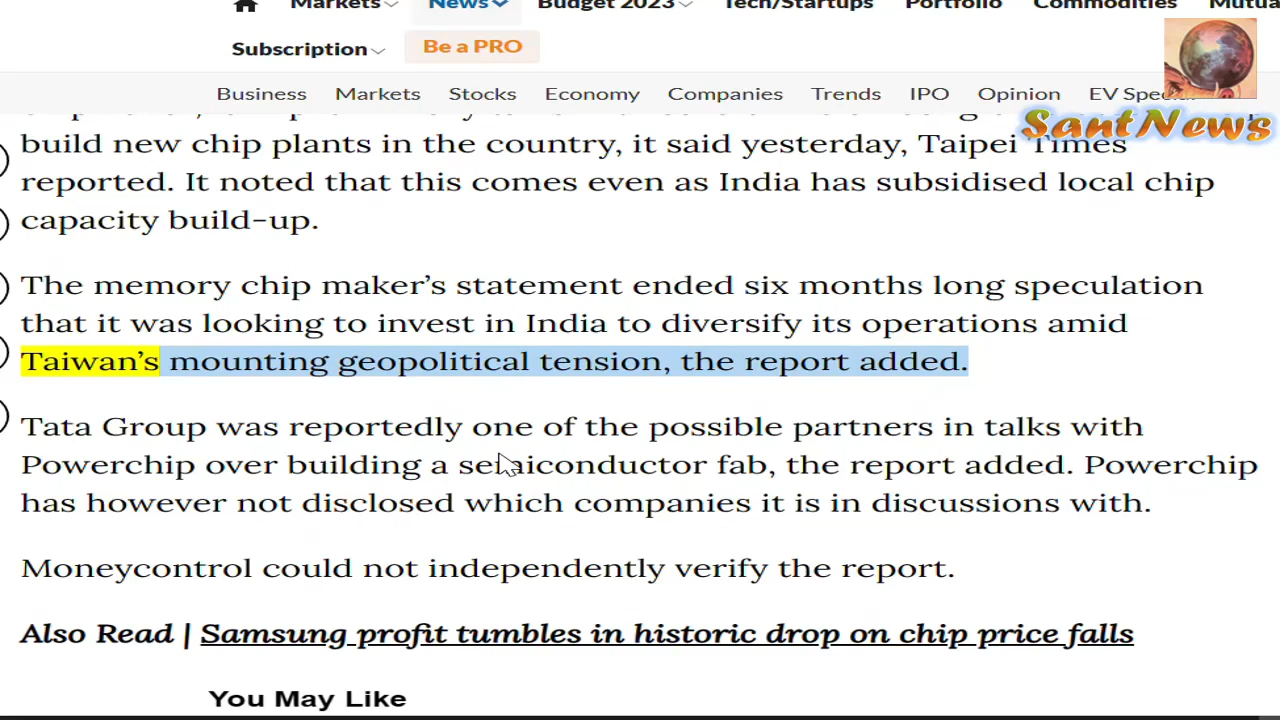 Markets News Budget 2023 Tech/Startups Portfolio Commodities
Subscription Be a PRO
Business Markets Stocks Economy Companies Trends IPO Opinion EV
SantNews
build new chip plants in the country, it said yesterday, Taipei Times
reported. It noted that this comes even as India has subsidised local chip
capacity build-up.
The memory chip maker’s statement ended six months long speculation
that it was looking to invest in India to diversify its operations amid
Taiwan’s mounting geopolitical tension, the report added.
Tata Group was reportedly one of the possible partners in talks with
Powerchip over building a semiconductor fab, the report added. Powerchip
has however not disclosed which companies it is in discussions with.
Moneycontrol could not independently verify the report.
Also Read | Samsung profit tumbles in historic drop on chip price falls
You May Like